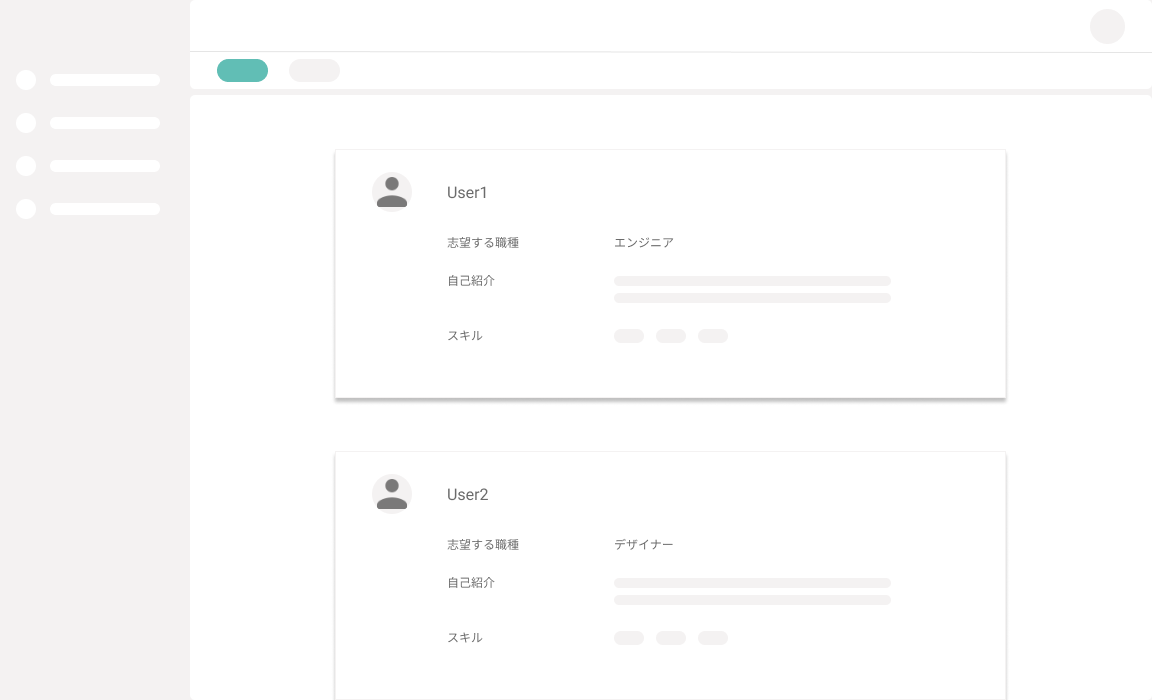 User1
志望する職種 エンジニア
自己紹介
スキル
User2
志望する職種 デザイナー
自己紹介
スキル